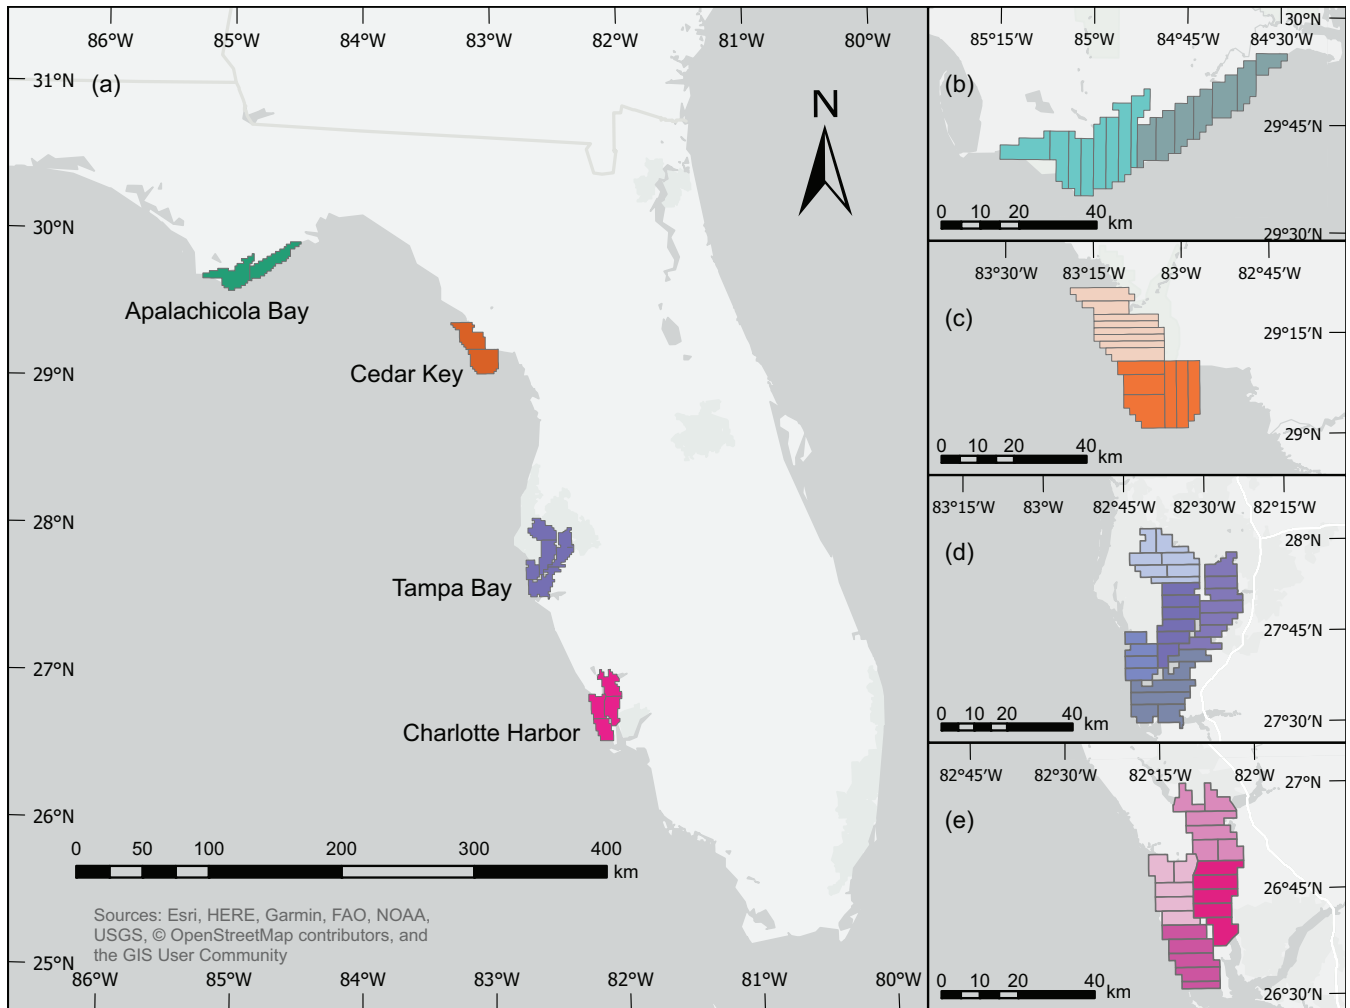 86°W 85°W 84°W 83°W 82°W 81°W 80°W
31°N
(a)
N
30°N
Apalachicola Bay
29°N
Cedar Key
28°N
Tampa Bay
27°N
Charlotte Harbor
26°N
0 50 100 200 300 400
km
Sources: Esri, HERE, Garmin, FAO, NOAA,
USGS, © OpenStreetMap contributors, and
the GIS User Community
25°N
86°W 85°W 84°W 83°W 82°W 81°W 80°W
30°N
85°15'W 85°W 84°45'W 84°30'W
(b)
29°45'N
0 10 20 40
km
29°30'N
83°30'W 83°15'W 83°W 82°45'W
(c)
29°15'N
0 10 20 40
km
29°N
83°15'W 83°W 82°45'W 82°30'W 82°15'W
(d)
28°N
27°45'N
0 10 20 40
km
27°30'N
82°45'W 82°30'W 82°15'W 82°W
27°N
(e)
26°45'N
0 10 20 40
km
26°30'N